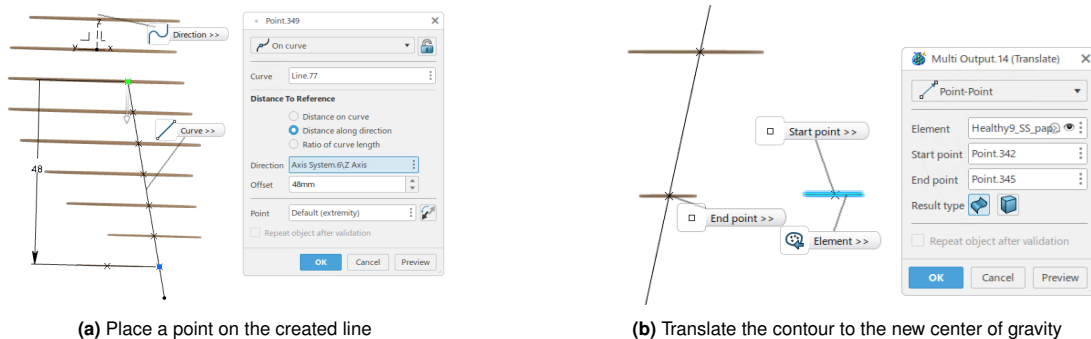 Direction >>
z
y
x
Curve >>
48
Point.349
On curve
Curve
Line.77
Distance To Reference
Distance on curve
Distance along direction
Ratio of curve length
Direction
Axis System.6\Z Axis
Offset
48mm
Point
Default (extremity)
Repeat object after validation
OK
Cancel
Preview
(a) Place a point on the created line
Start point >>
End point >>
Element >>
Multi Output.14 (Translate)
Point-Point
Element
Healthy9_SS_pap
Start point
Point.342
End point
Point.345
Result type
Repeat object after validation
OK
Cancel
Preview
(b) Translate the contour to the new center of gravity